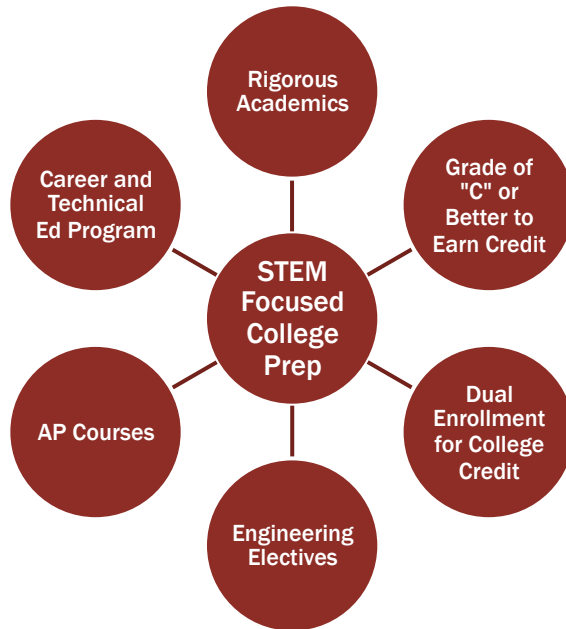 Rigorous
Academics
Career and
Technical
Ed Program
Grade of
"C" or
Better to
Earn Credit
STEM
Focused
College
Prep
AP Courses
Dual
Enrollment
for College
Credit
Engineering
Electives